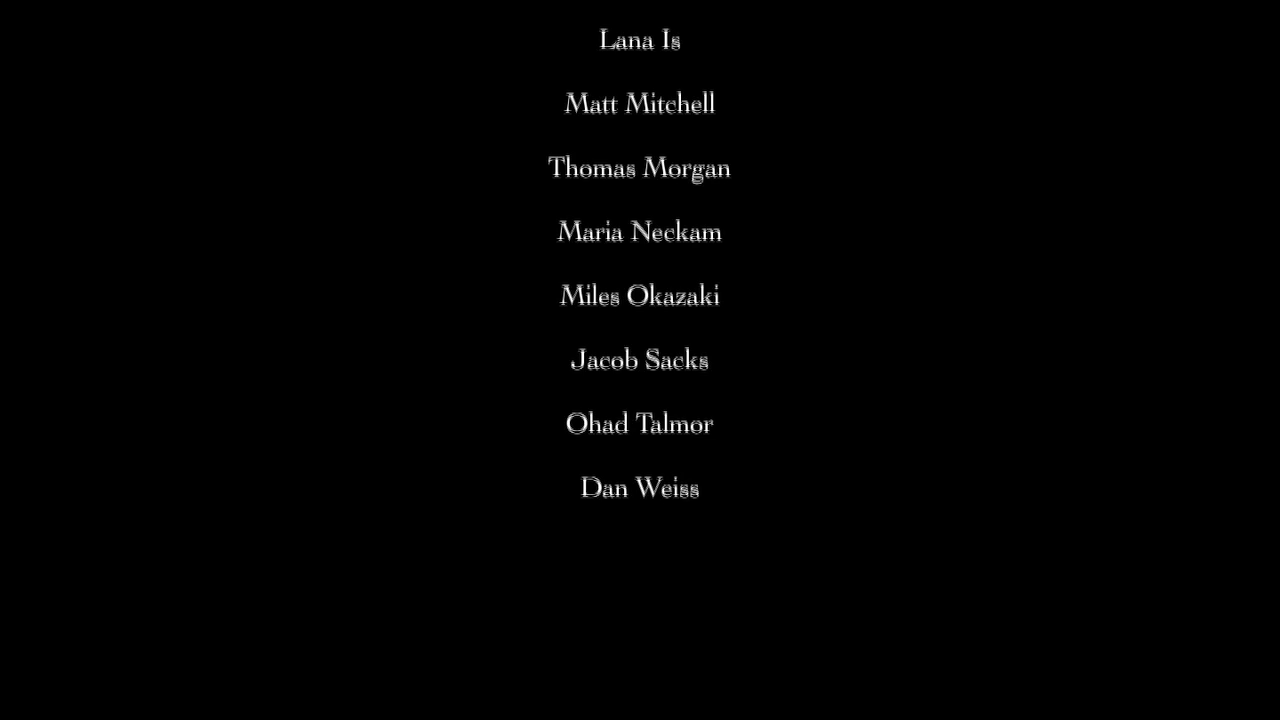 Lana Is
Matt Mitchell
Thomas Morgan
Maria Neckam
Miles Okazaki
Jacob Sacks
Ohad Talmor
Dan Weiss